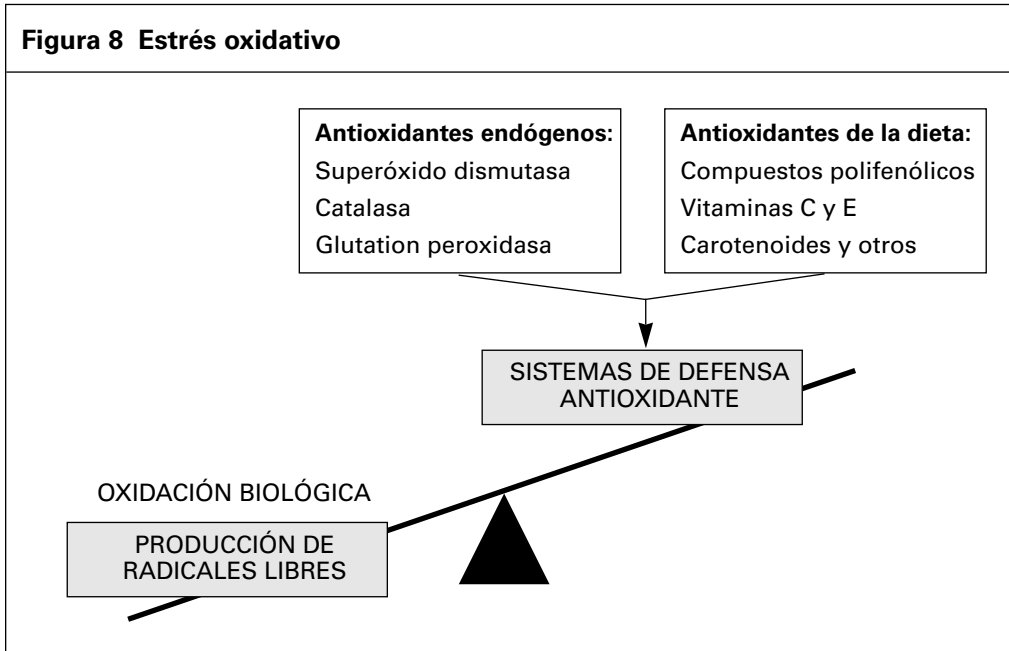 Figura 8 Estrés oxidativo
Antioxidantes endógenos:
Superóxido dismutasa
Catalasa
Glutation peroxidasa
Antioxidantes de la dieta:
Compuestos polifenólicos
Vitaminas C y E
Carotenoides y otros
SISTEMAS DE DEFENSA
ANTIOXIDANTE
OXIDACIÓN BIOLÓGICA
PRODUCCIÓN DE
RADICALES LIBRES